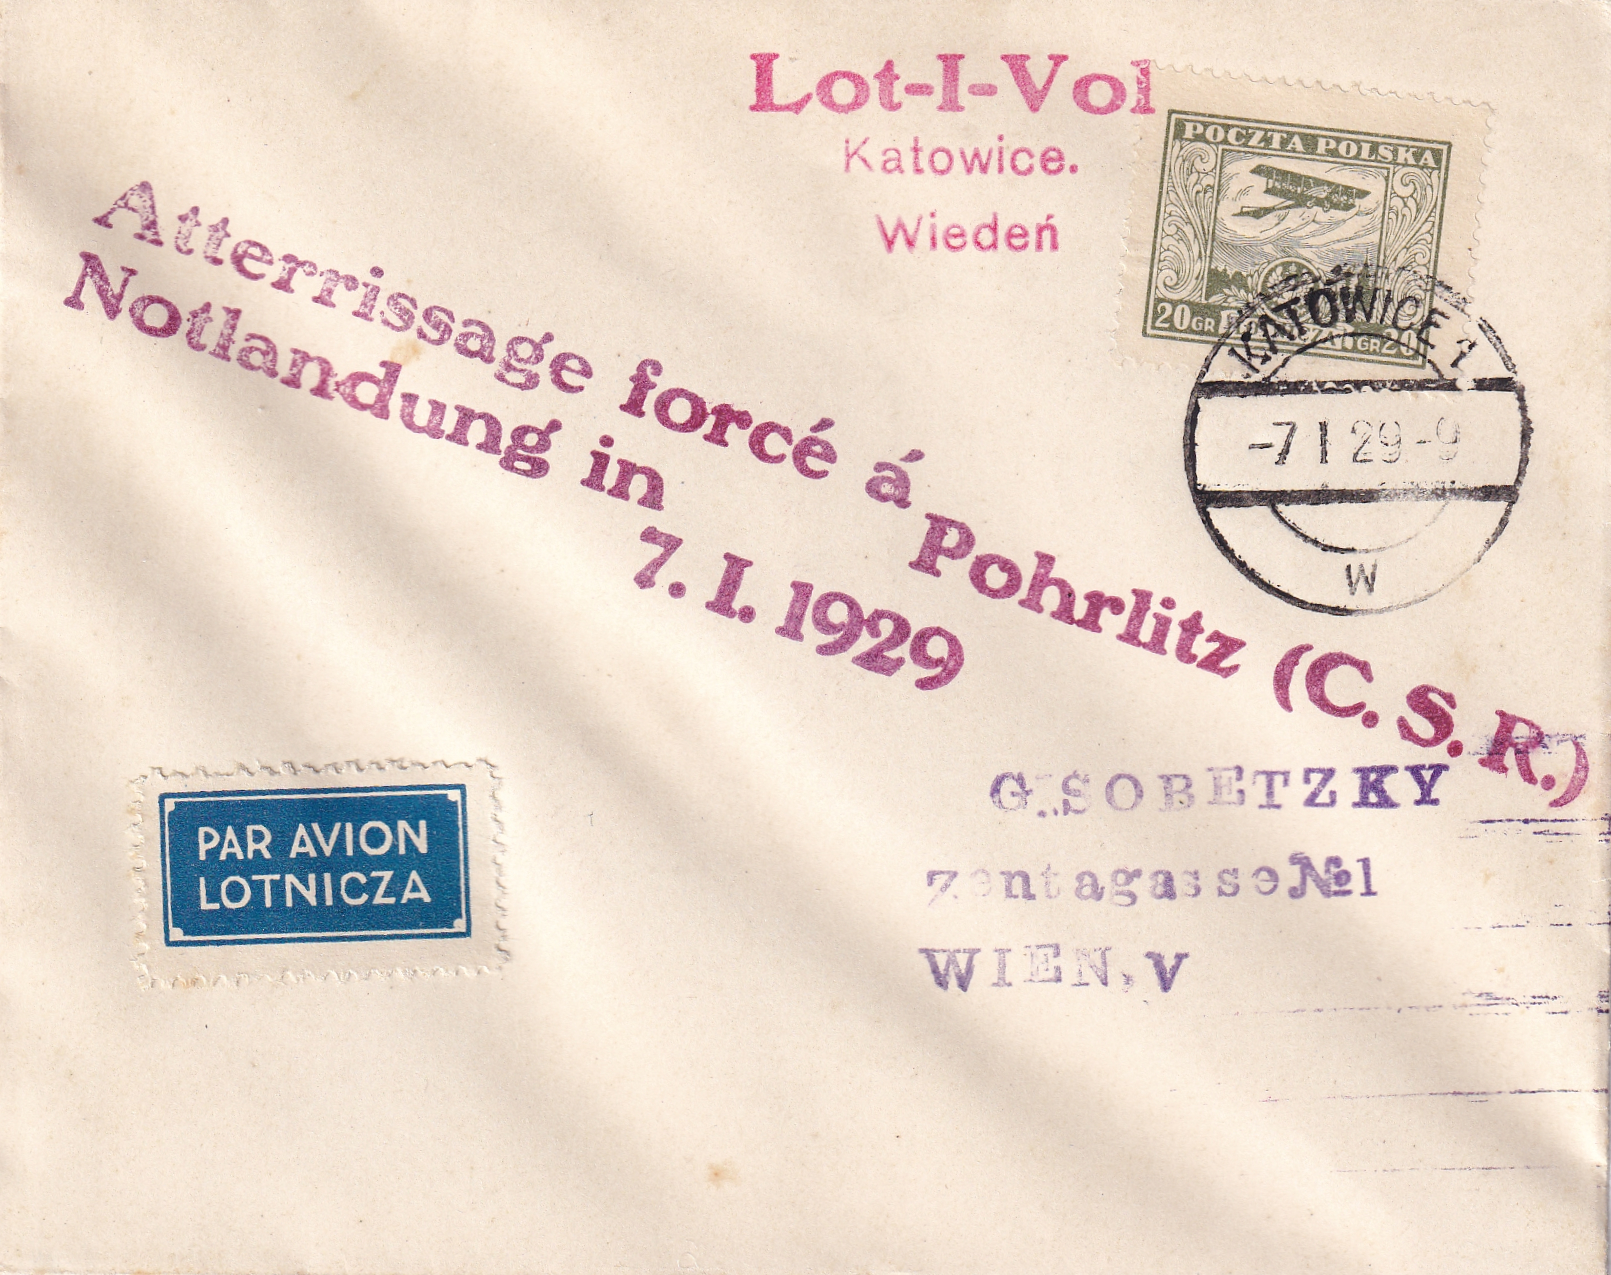 Lot-I-Vol
Katowice.
Wiedeń
POCZTA POLSKA
20 GR
GR 20
KATOWICE 1
-7 I 29-9
W
Atterrissage forcé á Pohrlitz (C. S. R.)
Notlandung in
7. I. 1929
G. SOBETZKY
zentagasse №1
WIEN, V
PAR AVION
LOTNICZA